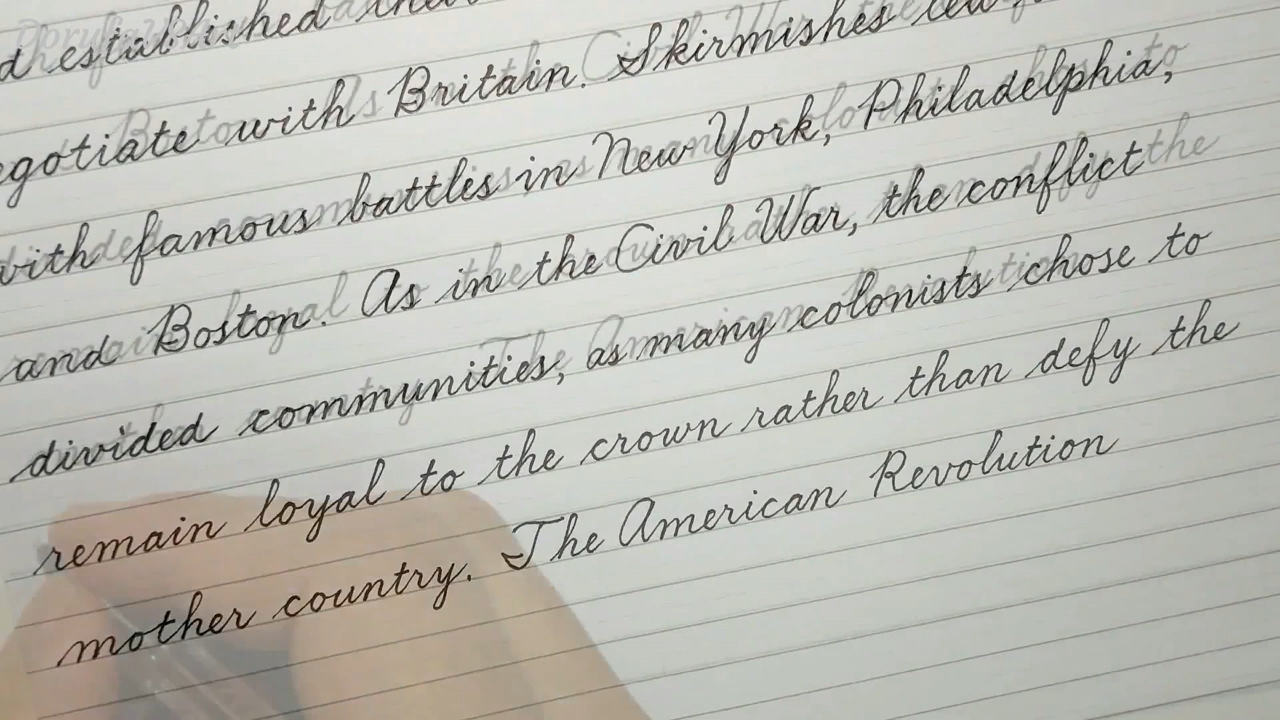 established
with Britain. Skirmishes
with famous battles in New York, Philadelphia,
and Boston. As in the Civil War, the conflict
divided communities, as many colonists chose to
remain loyal to the crown rather than defy the
mother country. The American Revolution